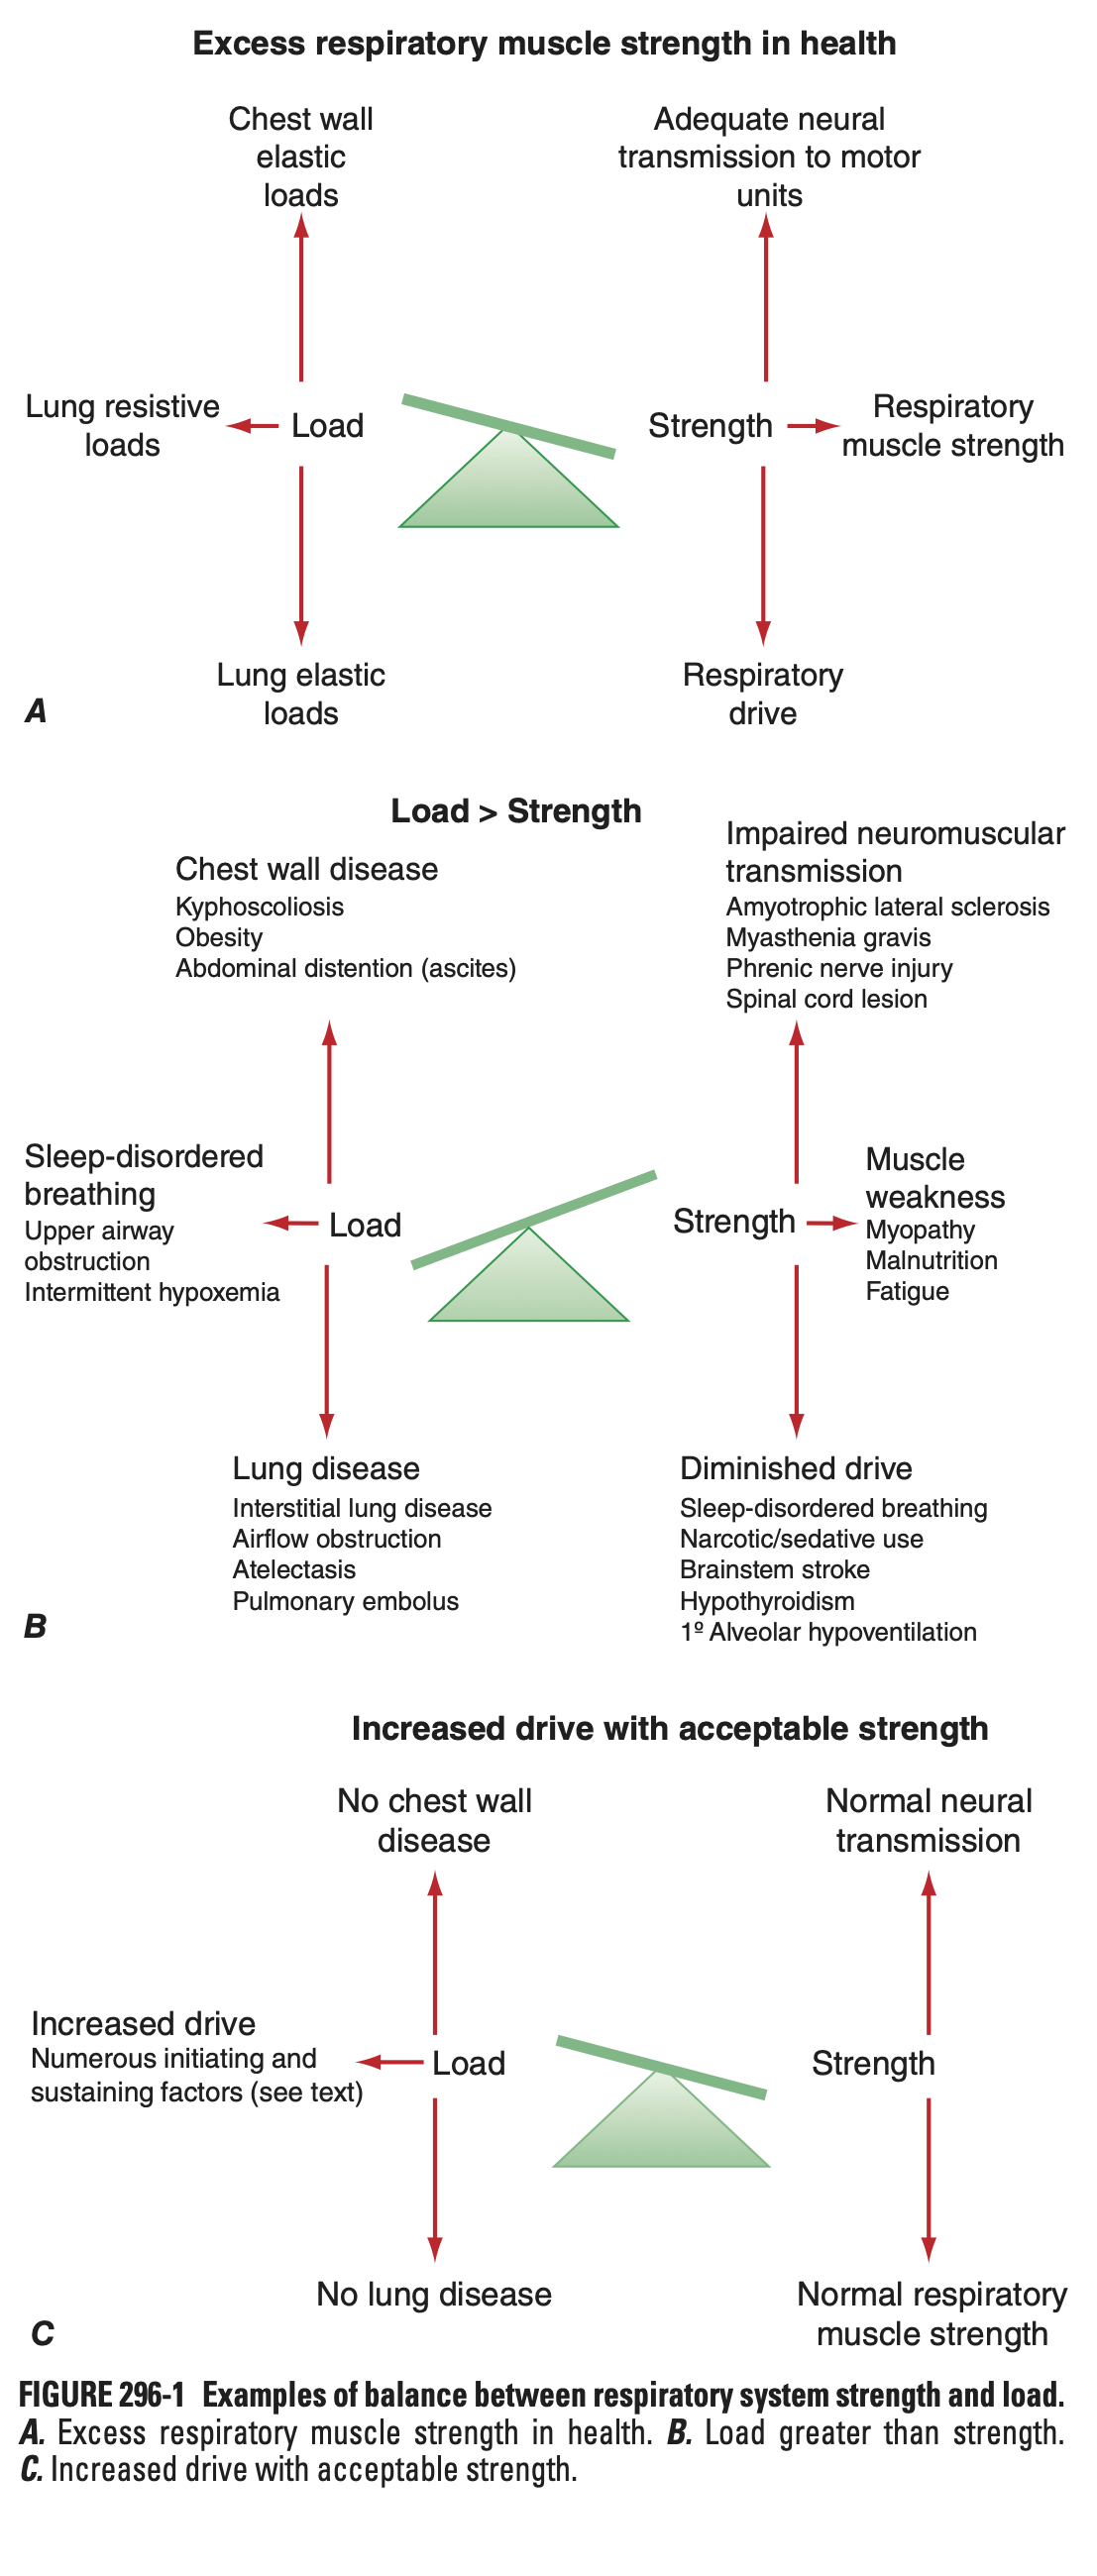 Excess respiratory muscle strength in health
Chest wall
elastic
loads
Adequate neural
transmission to motor
units
Lung resistive
loads
Load
Strength
Respiratory
muscle strength
Lung elastic
loads
Respiratory
drive
A
Load > Strength
Chest wall disease
Kyphoscoliosis
Obesity
Abdominal distention (ascites)
Impaired neuromuscular
transmission
Amyotrophic lateral sclerosis
Myasthenia gravis
Phrenic nerve injury
Spinal cord lesion
Sleep-disordered
breathing
Upper airway
obstruction
Intermittent hypoxemia
Load
Strength
Muscle
weakness
Myopathy
Malnutrition
Fatigue
Lung disease
Interstitial lung disease
Airflow obstruction
Atelectasis
Pulmonary embolus
Diminished drive
Sleep-disordered breathing
Narcotic/sedative use
Brainstem stroke
Hypothyroidism
1º Alveolar hypoventilation
B
Increased drive with acceptable strength
No chest wall
disease
Normal neural
transmission
Increased drive
Numerous initiating and
sustaining factors (see text)
Load
Strength
No lung disease
Normal respiratory
muscle strength
C
FIGURE 296-1 Examples of balance between respiratory system strength and load.
A. Excess respiratory muscle strength in health. B. Load greater than strength.
C. Increased drive with acceptable strength.